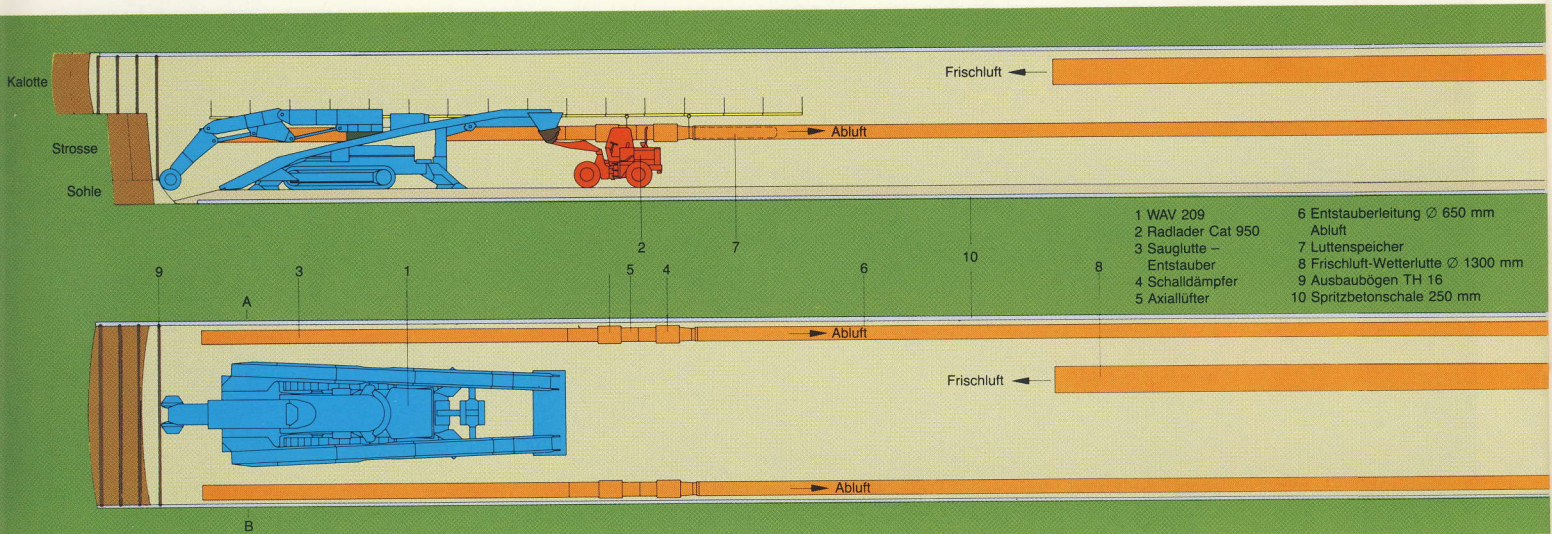 Kalotte
Frischluft
Abluft
Strosse
Sohle
1 WAV 209
2 Radlader Cat 950
3 Sauglutte –
Entstauber
4 Schalldämpfer
5 Axiallüfter
6 Entstauberleitung ∅ 650 mm
Abluft
7 Luttenspeicher
8 Frischluft-Wetterlutte ∅ 1300 mm
9 Ausbaubögen TH 16
10 Spritzbetonschale 250 mm
2
7
10
9
3
1
5
4
6
8
A
Abluft
Frischluft
Abluft
B